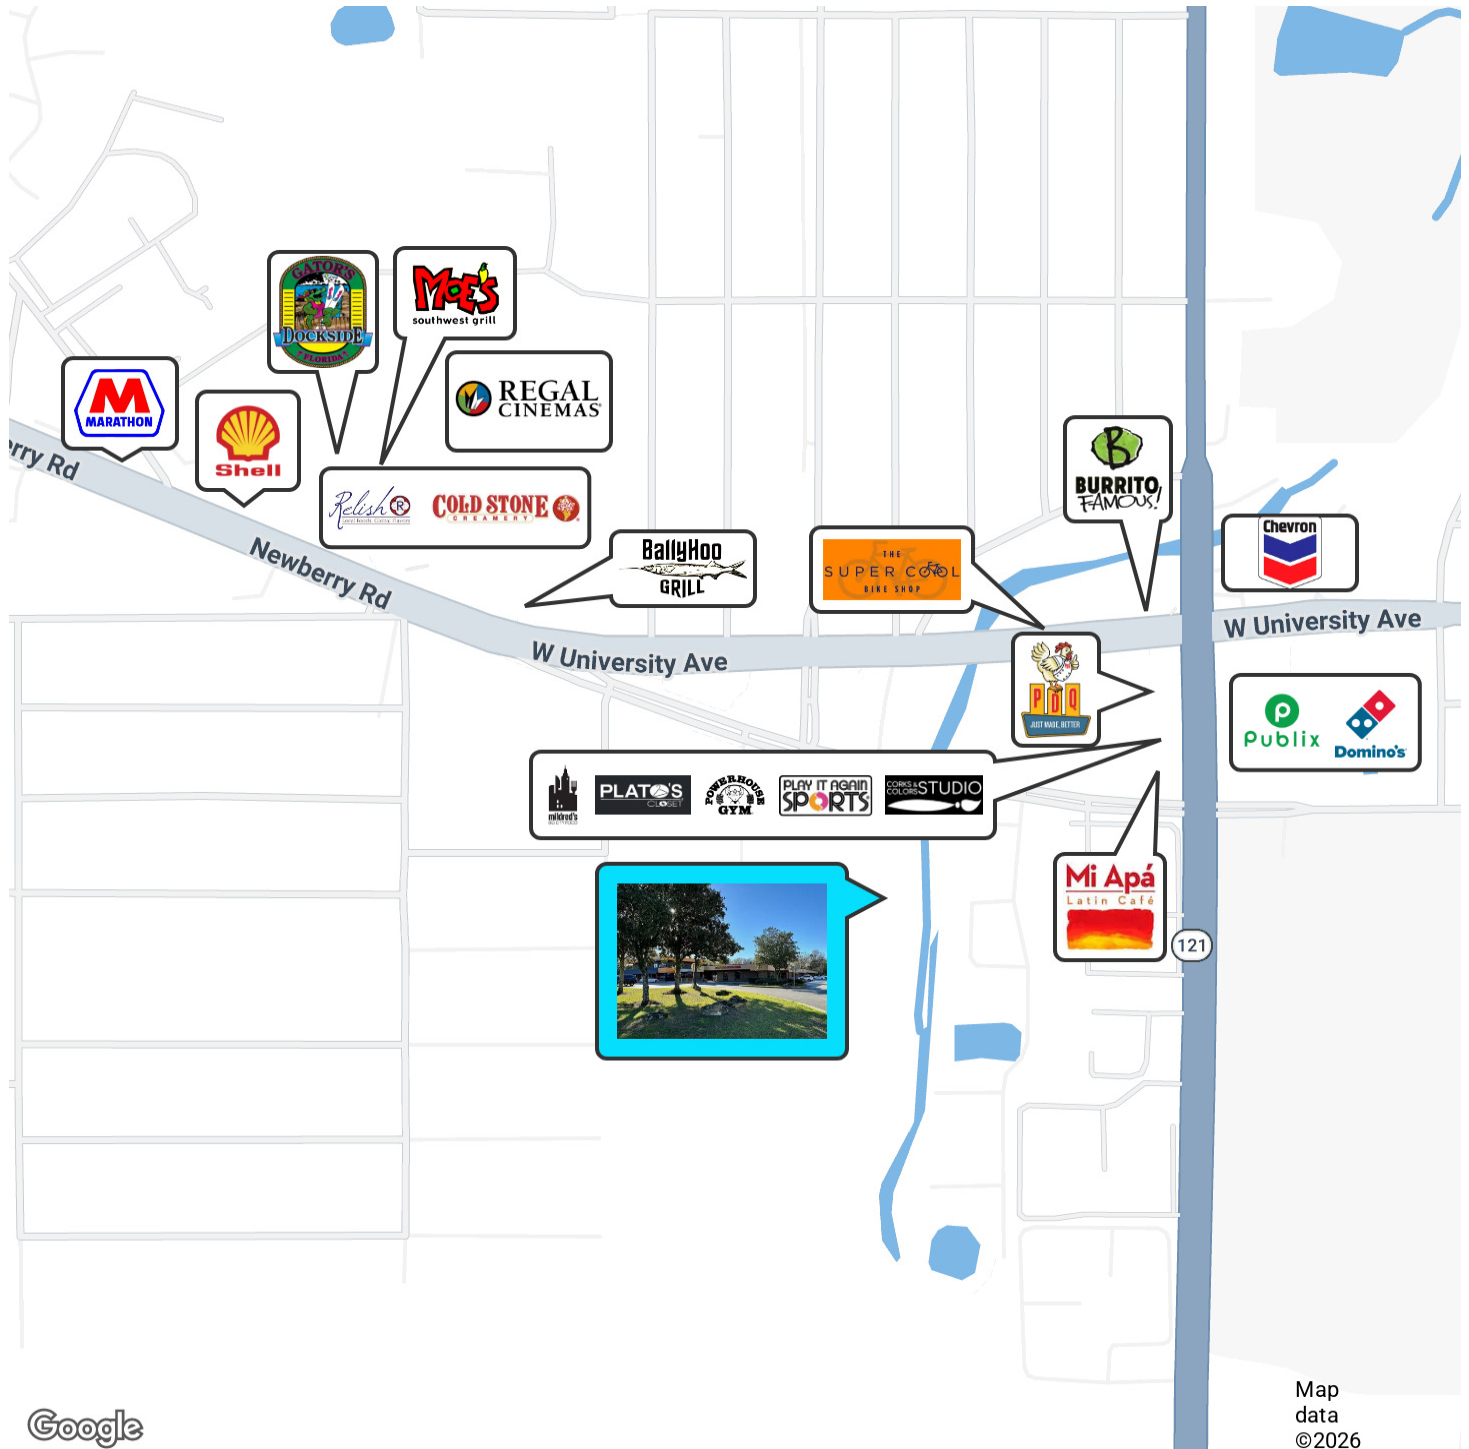 GATOR'S
DOCKSIDE
FLORIDA
MOE'S
southwest grill
REGAL
CINEMAS
MARATHON
Shell
Relish R
COLD STONE
CREAMERY
erry Rd
Newberry Rd
BallyHoo
GRILL
THE
SUPER COOL
BIKE SHOP
B
BURRITO
FAMOUS!
Chevron
W University Ave
W University Ave
PDQ
JUST MADE, BETTER
Publix
Domino's
mildred's
PLATO'S
CLOSET
POWERHOUSE
GYM
PLAY IT AGAIN
SPORTS
CORKS &
COLORS STUDIO
Mi Apá
Latin Café
121
Google
Map
data
©2026